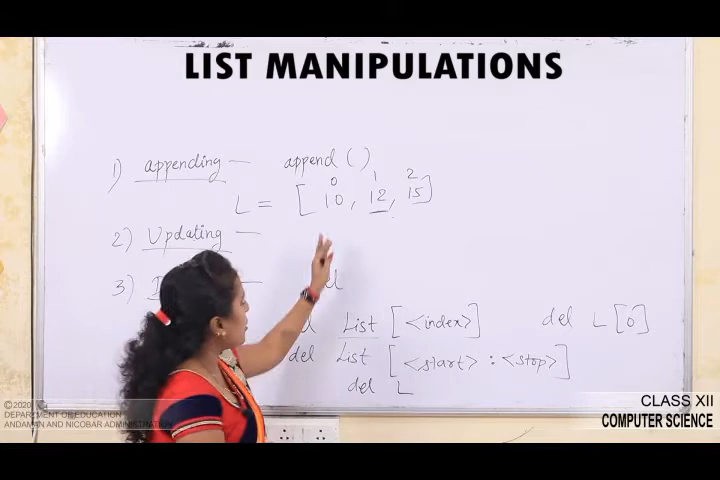 LIST MANIPULATIONS
1) appending — append ( )
0 1 2
L = [ 10, 12, 15 ]
2) Updating —
3) — del
List [ <index> ] del L [0]
del List [ <start> : <stop> ]
del L
©2020
DEPARTMENT OF EDUCATION
ANDAMAN AND NICOBAR ADMINISTRATION
CLASS XII
COMPUTER SCIENCE